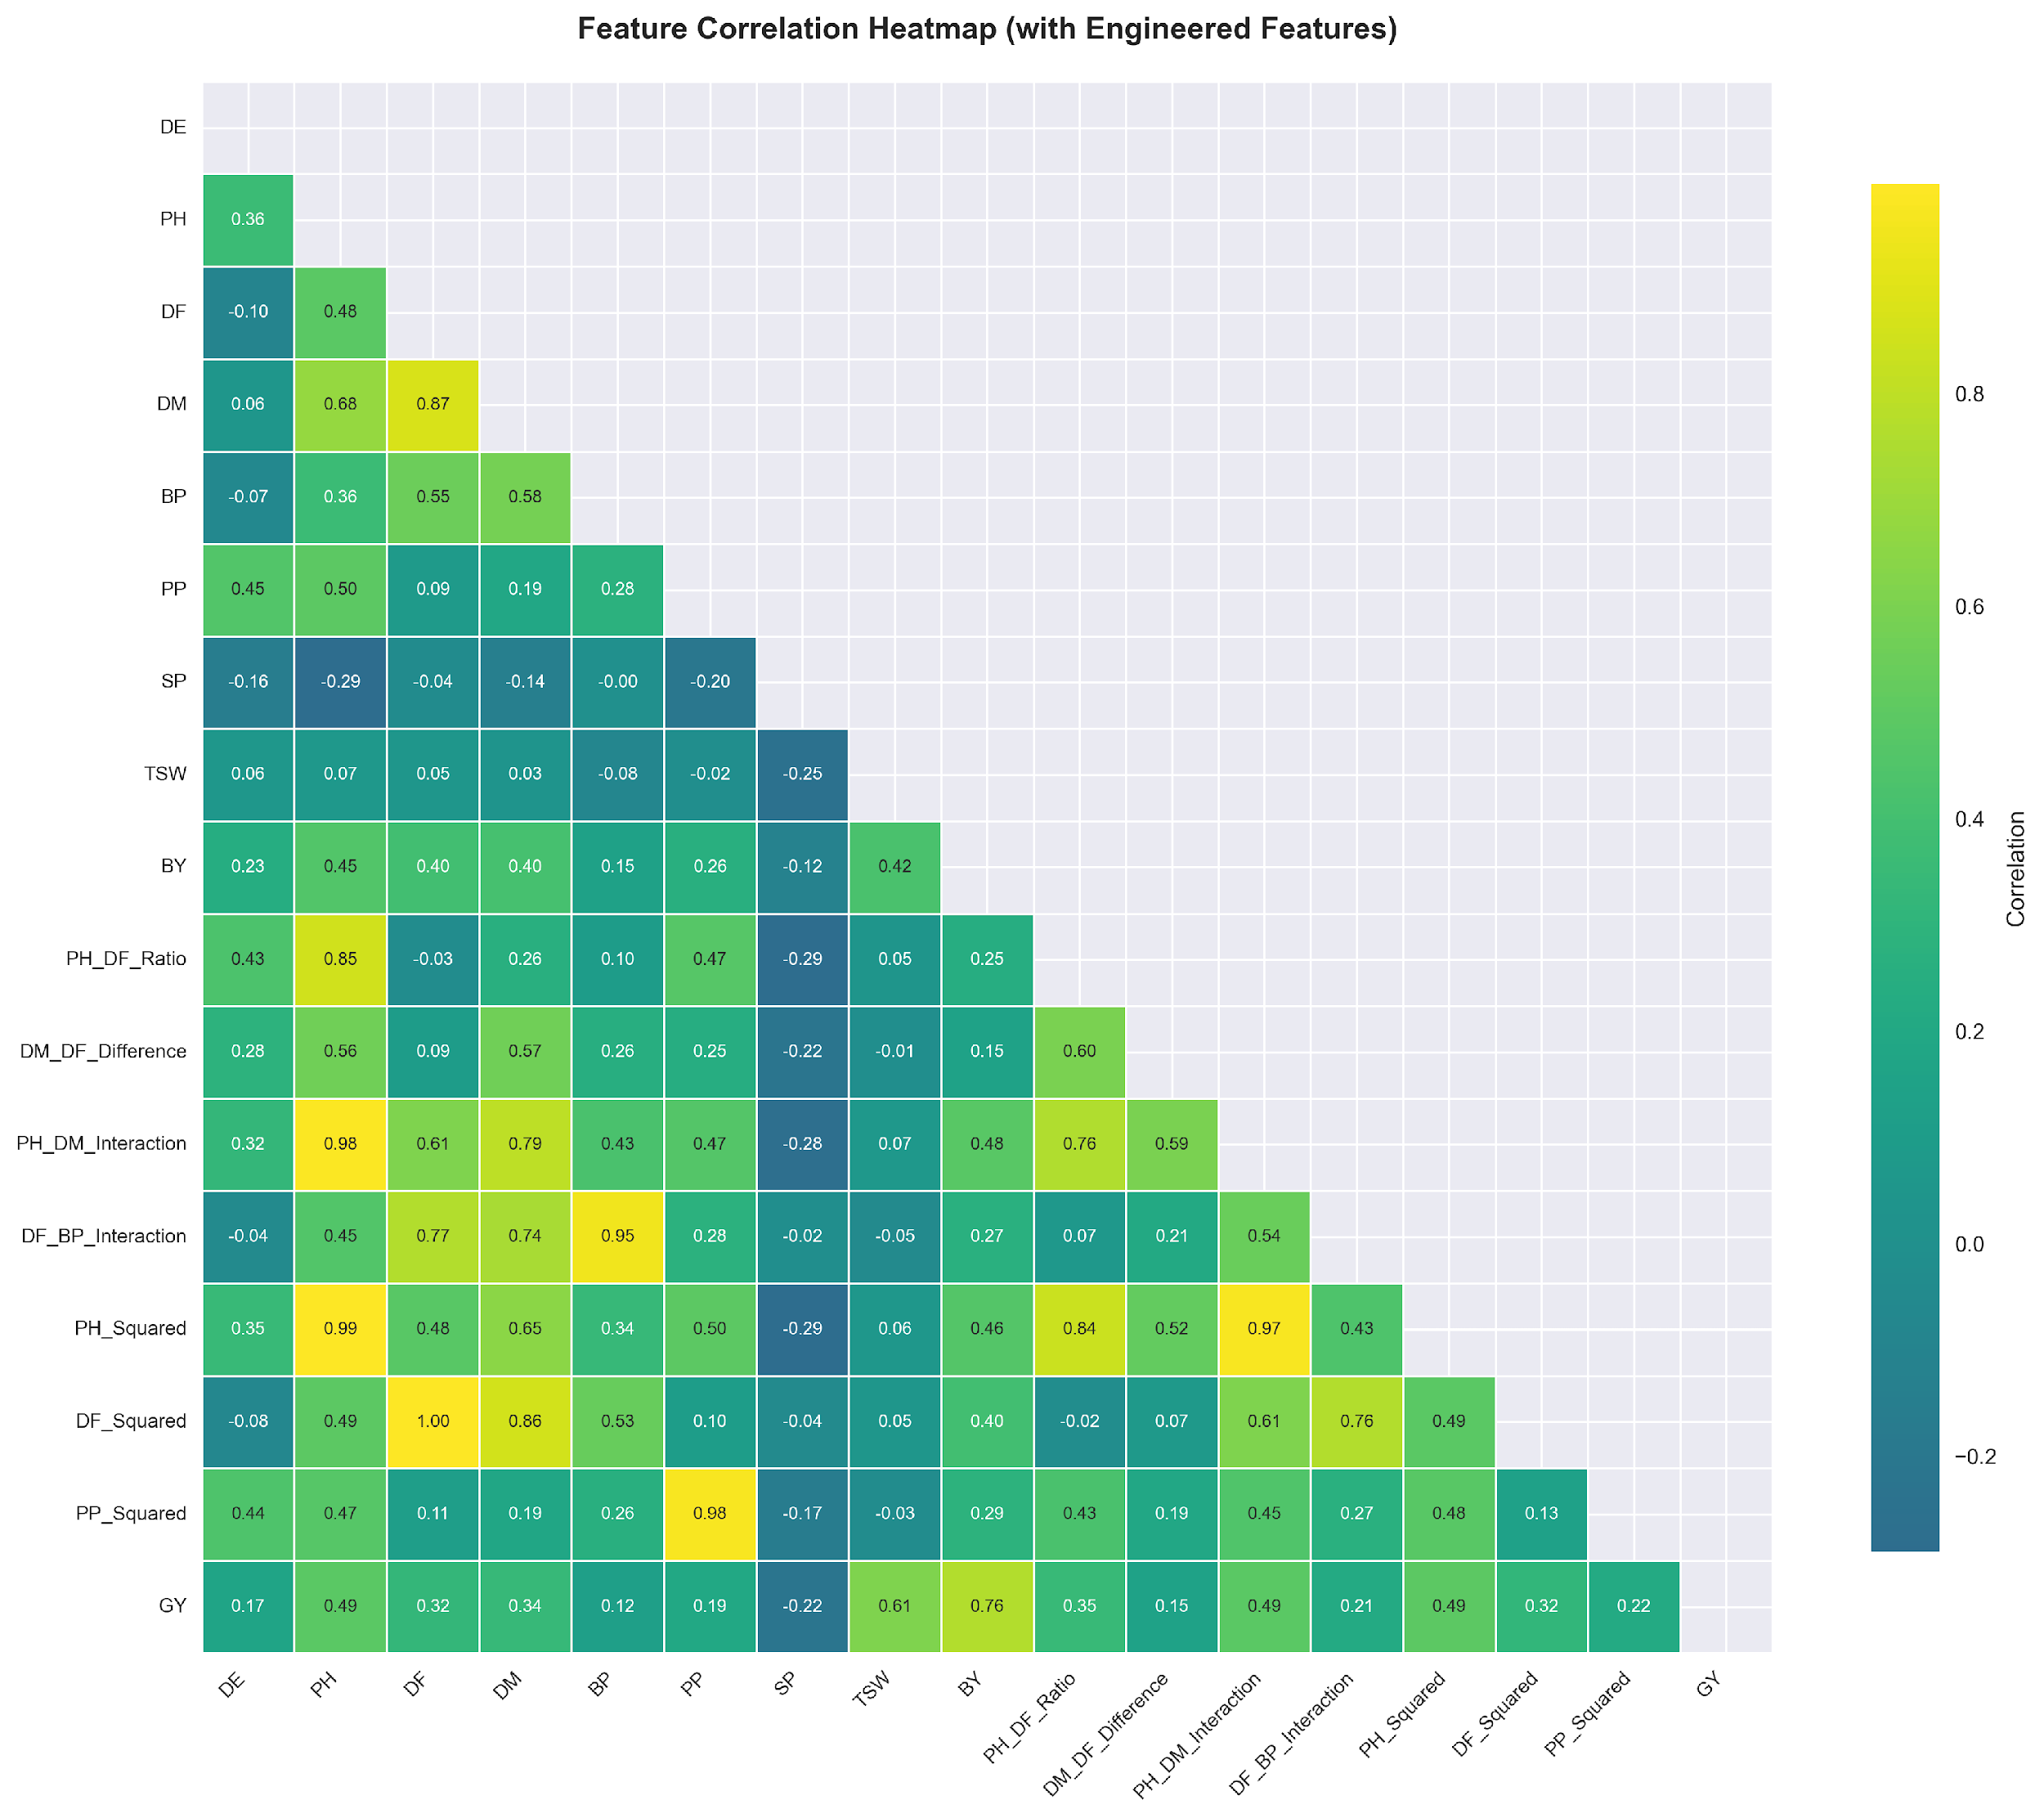 Feature Correlation Heatmap (with Engineered Features)
DE
PH 0.36
DF -0.10 0.48
DM 0.06 0.68 0.87
BP -0.07 0.36 0.55 0.58
PP 0.45 0.50 0.09 0.19 0.28
SP -0.16 -0.29 -0.04 -0.14 -0.00 -0.20
TSW 0.06 0.07 0.05 0.03 -0.08 -0.02 -0.25
BY 0.23 0.45 0.40 0.40 0.15 0.26 -0.12 0.42
PH_DF_Ratio 0.43 0.85 -0.03 0.26 0.10 0.47 -0.29 0.05 0.25
DM_DF_Difference 0.28 0.56 0.09 0.57 0.26 0.25 -0.22 -0.01 0.15 0.60
PH_DM_Interaction 0.32 0.98 0.61 0.79 0.43 0.47 -0.28 0.07 0.48 0.76 0.59
DF_BP_Interaction -0.04 0.45 0.77 0.74 0.95 0.28 -0.02 -0.05 0.27 0.07 0.21 0.54
PH_Squared 0.35 0.99 0.48 0.65 0.34 0.50 -0.29 0.06 0.46 0.84 0.52 0.97 0.43
DF_Squared -0.08 0.49 1.00 0.86 0.53 0.10 -0.04 0.05 0.40 -0.02 0.07 0.61 0.76 0.49
PP_Squared 0.44 0.47 0.11 0.19 0.26 0.98 -0.17 -0.03 0.29 0.43 0.19 0.45 0.27 0.48 0.13
GY 0.17 0.49 0.32 0.34 0.12 0.19 -0.22 0.61 0.76 0.35 0.15 0.49 0.21 0.49 0.32 0.22
DE PH DF DM BP PP SP TSW BY PH_DF_Ratio DM_DF_Difference PH_DM_Interaction DF_BP_Interaction PH_Squared DF_Squared PP_Squared GY
0.8
0.6
0.4
0.2
0.0
−0.2
Correlation